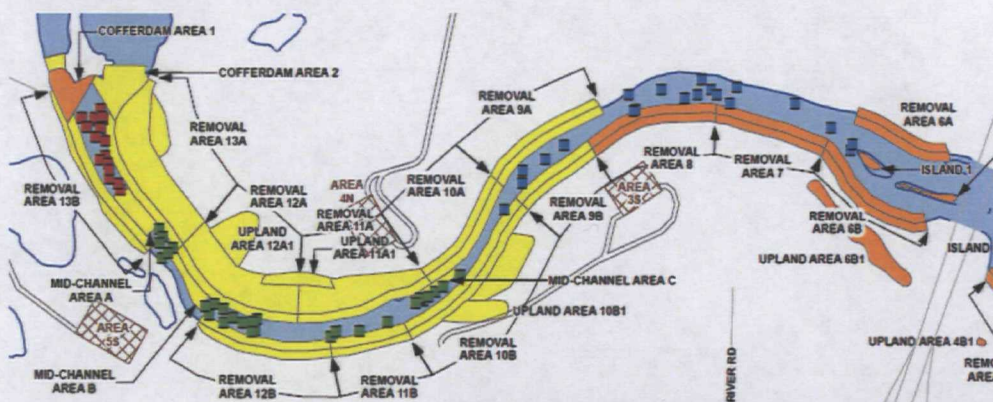 COFFERDAM AREA 1
COFFERDAM AREA 2
REMOVAL
AREA 9A
REMOVAL
AREA 6A
REMOVAL
AREA 13A
REMOVAL
AREA 8
REMOVAL
AREA 7
ISLAND 1
REMOVAL
AREA 13B
REMOVAL
AREA 12A
AREA
4N
REMOVAL
AREA 10A
AREA
3S
REMOVAL
AREA 9B
REMOVAL
AREA 11A
UPLAND
AREA 12A1
UPLAND
AREA 11A1
REMOVAL
AREA 6B
ISLAND
UPLAND AREA 6B1
MID-CHANNEL
AREA A
MID-CHANNEL AREA C
UPLAND AREA 10B1
AREA
5S
UPLAND AREA 4B1
REMOVAL
AREA 10B
RIVER RD
MID-CHANNEL
AREA B
REMOVAL
AREA 12B
REMOVAL
AREA 11B
REMO
AREA